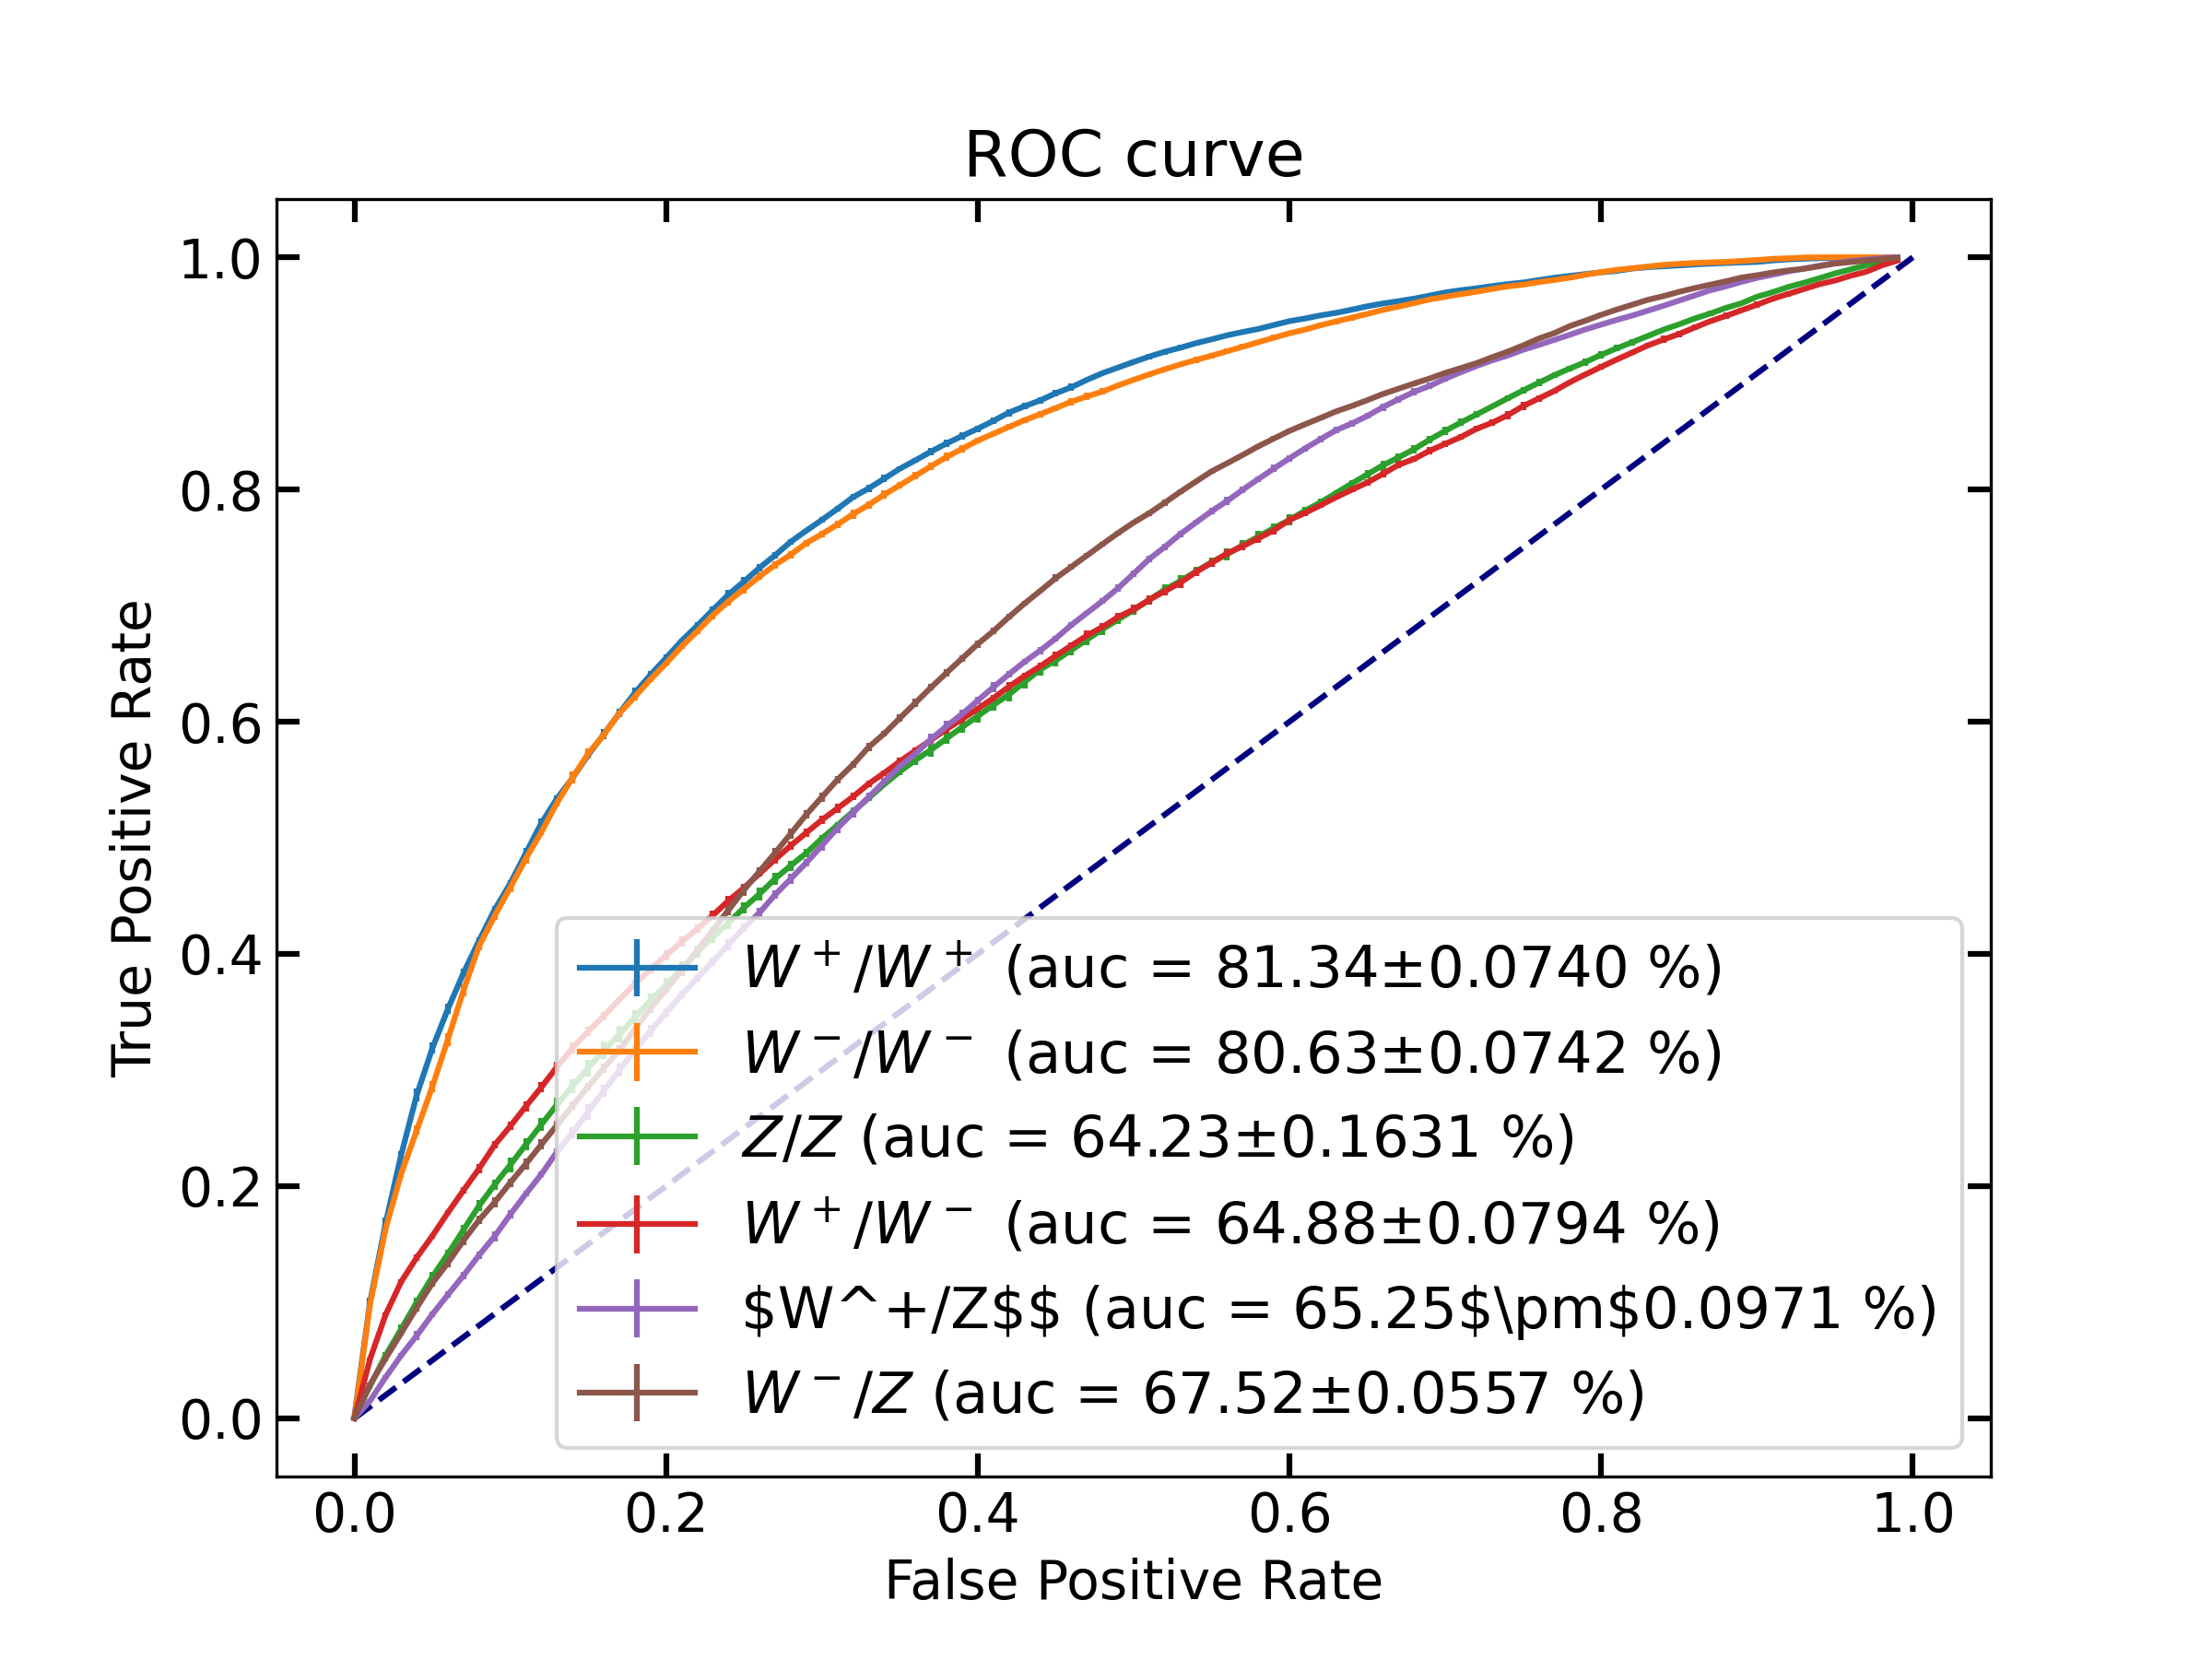 ROC curve
True Positive Rate
1.0
0.8
0.6
0.4
0.2
0.0
W⁺/W⁺ (auc = 81.34±0.0740 %)
W⁻/W⁻ (auc = 80.63±0.0742 %)
Z/Z (auc = 64.23±0.1631 %)
W⁺/W⁻ (auc = 64.88±0.0794 %)
$W^+/Z$$ (auc = 65.25$\pm$0.0971 %)
W⁻/Z (auc = 67.52±0.0557 %)
0.0 0.2 0.4 0.6 0.8 1.0
False Positive Rate